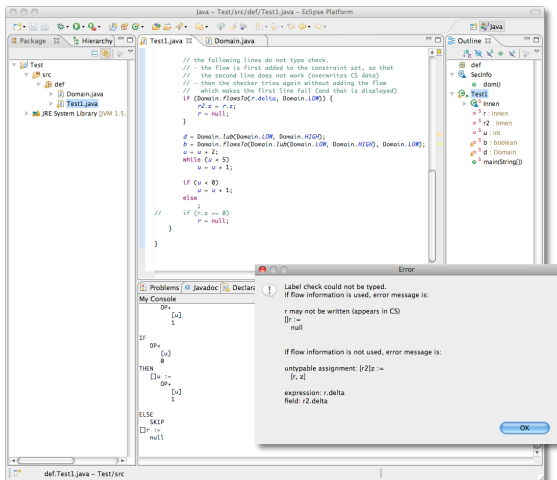 Java – Test/src/def/Test1.java – Eclipse Platform
Java
Package
Hierarchy
Test
src
def
Domain.java
Test1.java
JRE System Library [JVM 1.5.
Test1.java
Domain.java
// the following lines do not type check.
// - the flow is first added to the constraint set, so that
//   the second line does not work (overwrites CS data)
// - then the checker tries again without adding the flow
//   which makes the first line fail (and that is displayed)
if (Domain.flowsTo(r.delta, Domain.LOW)) {
r2.z = r.z;
r = null;
}
d = Domain.lub(Domain.LOW, Domain.HIGH);
b = Domain.flowsTo(Domain.lub(Domain.LOW, Domain.HIGH), Domain.LOW);
u = u + 2;
while (u < 5)
u = u + 1;
if (u < 0)
u = u + 1;
else
;
// if (r.z == 0)
r = null;
}
}
Outline
def
SecInfo
dom()
Test1
Innen
r : Innen
r2 : Innen
u : int
b : boolean
d : Domain
main(String[])
Problems
Javadoc
Declara
My Console
OP+
[u]
1
IF
OP<
[u]
0
THEN
[]u :=
OP+
[u]
1
ELSE
SKIP
[]r :=
null
Error
Label check could not be typed.
If flow information is used, error message is:
r may not be written (appears in CS)
[]r :=
null
If flow information is not used, error message is:
untypable assignment: [r2]z :=
[r, z]
expression: r.delta
field: r2.delta
OK
def.Test1.java – Test/src